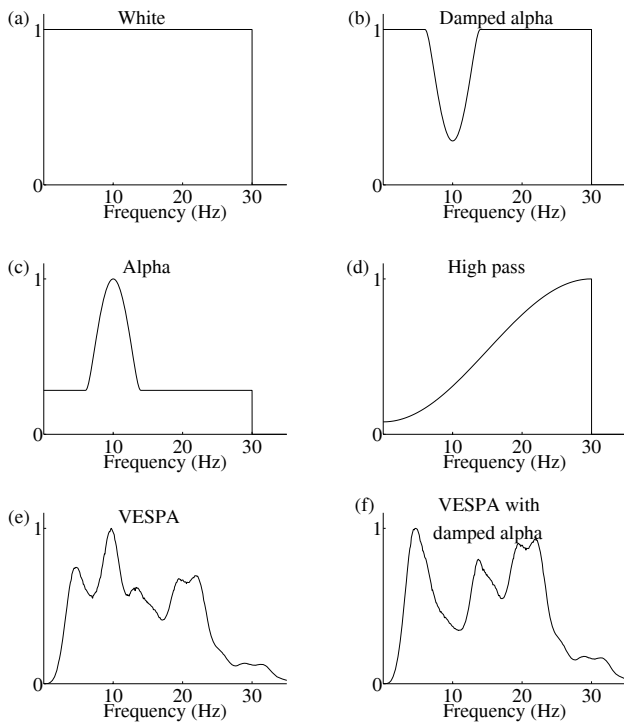 (a) White
1
0
10 20 30
Frequency (Hz)
(b) Damped alpha
1
0
10 20 30
Frequency (Hz)
(c) Alpha
1
0
10 20 30
Frequency (Hz)
(d) High pass
1
0
10 20 30
Frequency (Hz)
(e) VESPA
1
0
10 20 30
Frequency (Hz)
(f) VESPA with
damped alpha
1
0
10 20 30
Frequency (Hz)